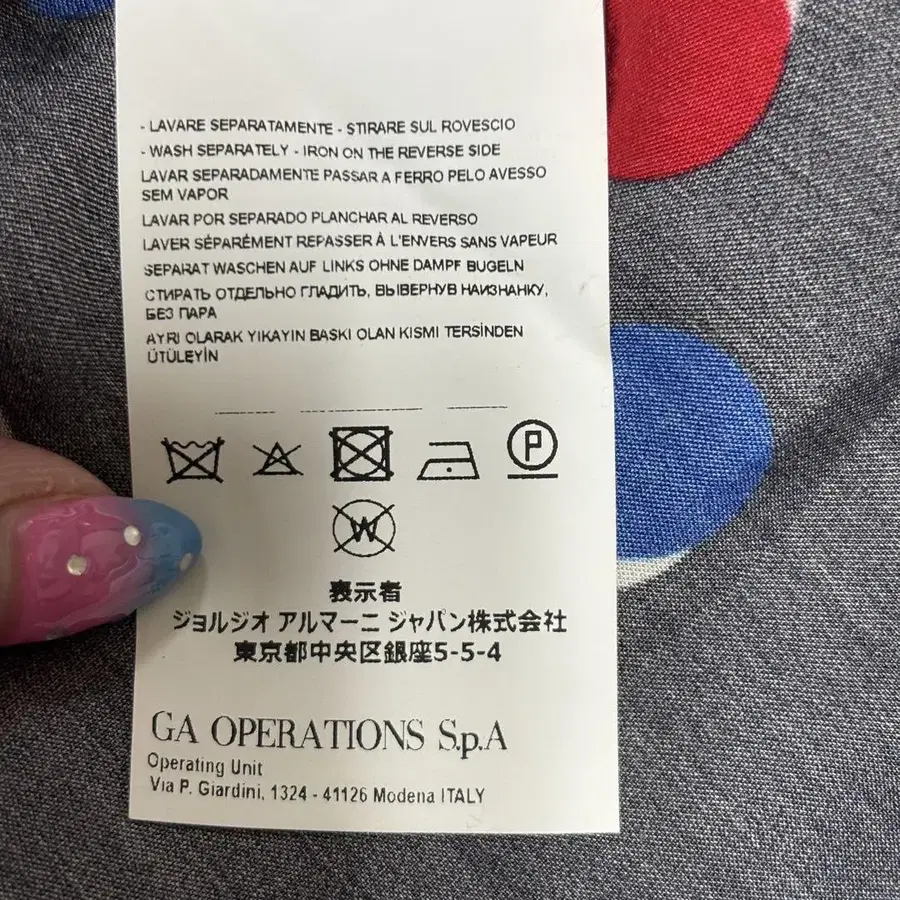 - LAVARE SEPARATAMENTE - STIRARE SUL ROVESCIO
- WASH SEPARATELY - IRON ON THE REVERSE SIDE
LAVAR SEPARADAMENTE PASSAR A FERRO PELO AVESSO
SEM VAPOR
LAVAR POR SEPARADO PLANCHAR AL REVERSO
LAVER SÉPARÉMENT REPASSER À L'ENVERS SANS VAPEUR
SEPARAT WASCHEN AUF LINKS OHNE DAMPF BUGELN
СТИРАТЬ ОТДЕЛЬНО ГЛАДИТЬ, ВЫВЕРНУВ НАИЗНАНКУ,
БЕЗ ПАРА
AYRI OLARAK YIKAYIN BASKI OLAN KISMI TERSİNDEN
ÜTÜLEYİN
P
W
表示者
ジョルジオ アルマーニ ジャパン株式会社
東京都中央区銀座5-5-4
GA OPERATIONS S.p.A
Operating Unit
Via P. Giardini, 1324 - 41126 Modena ITALY